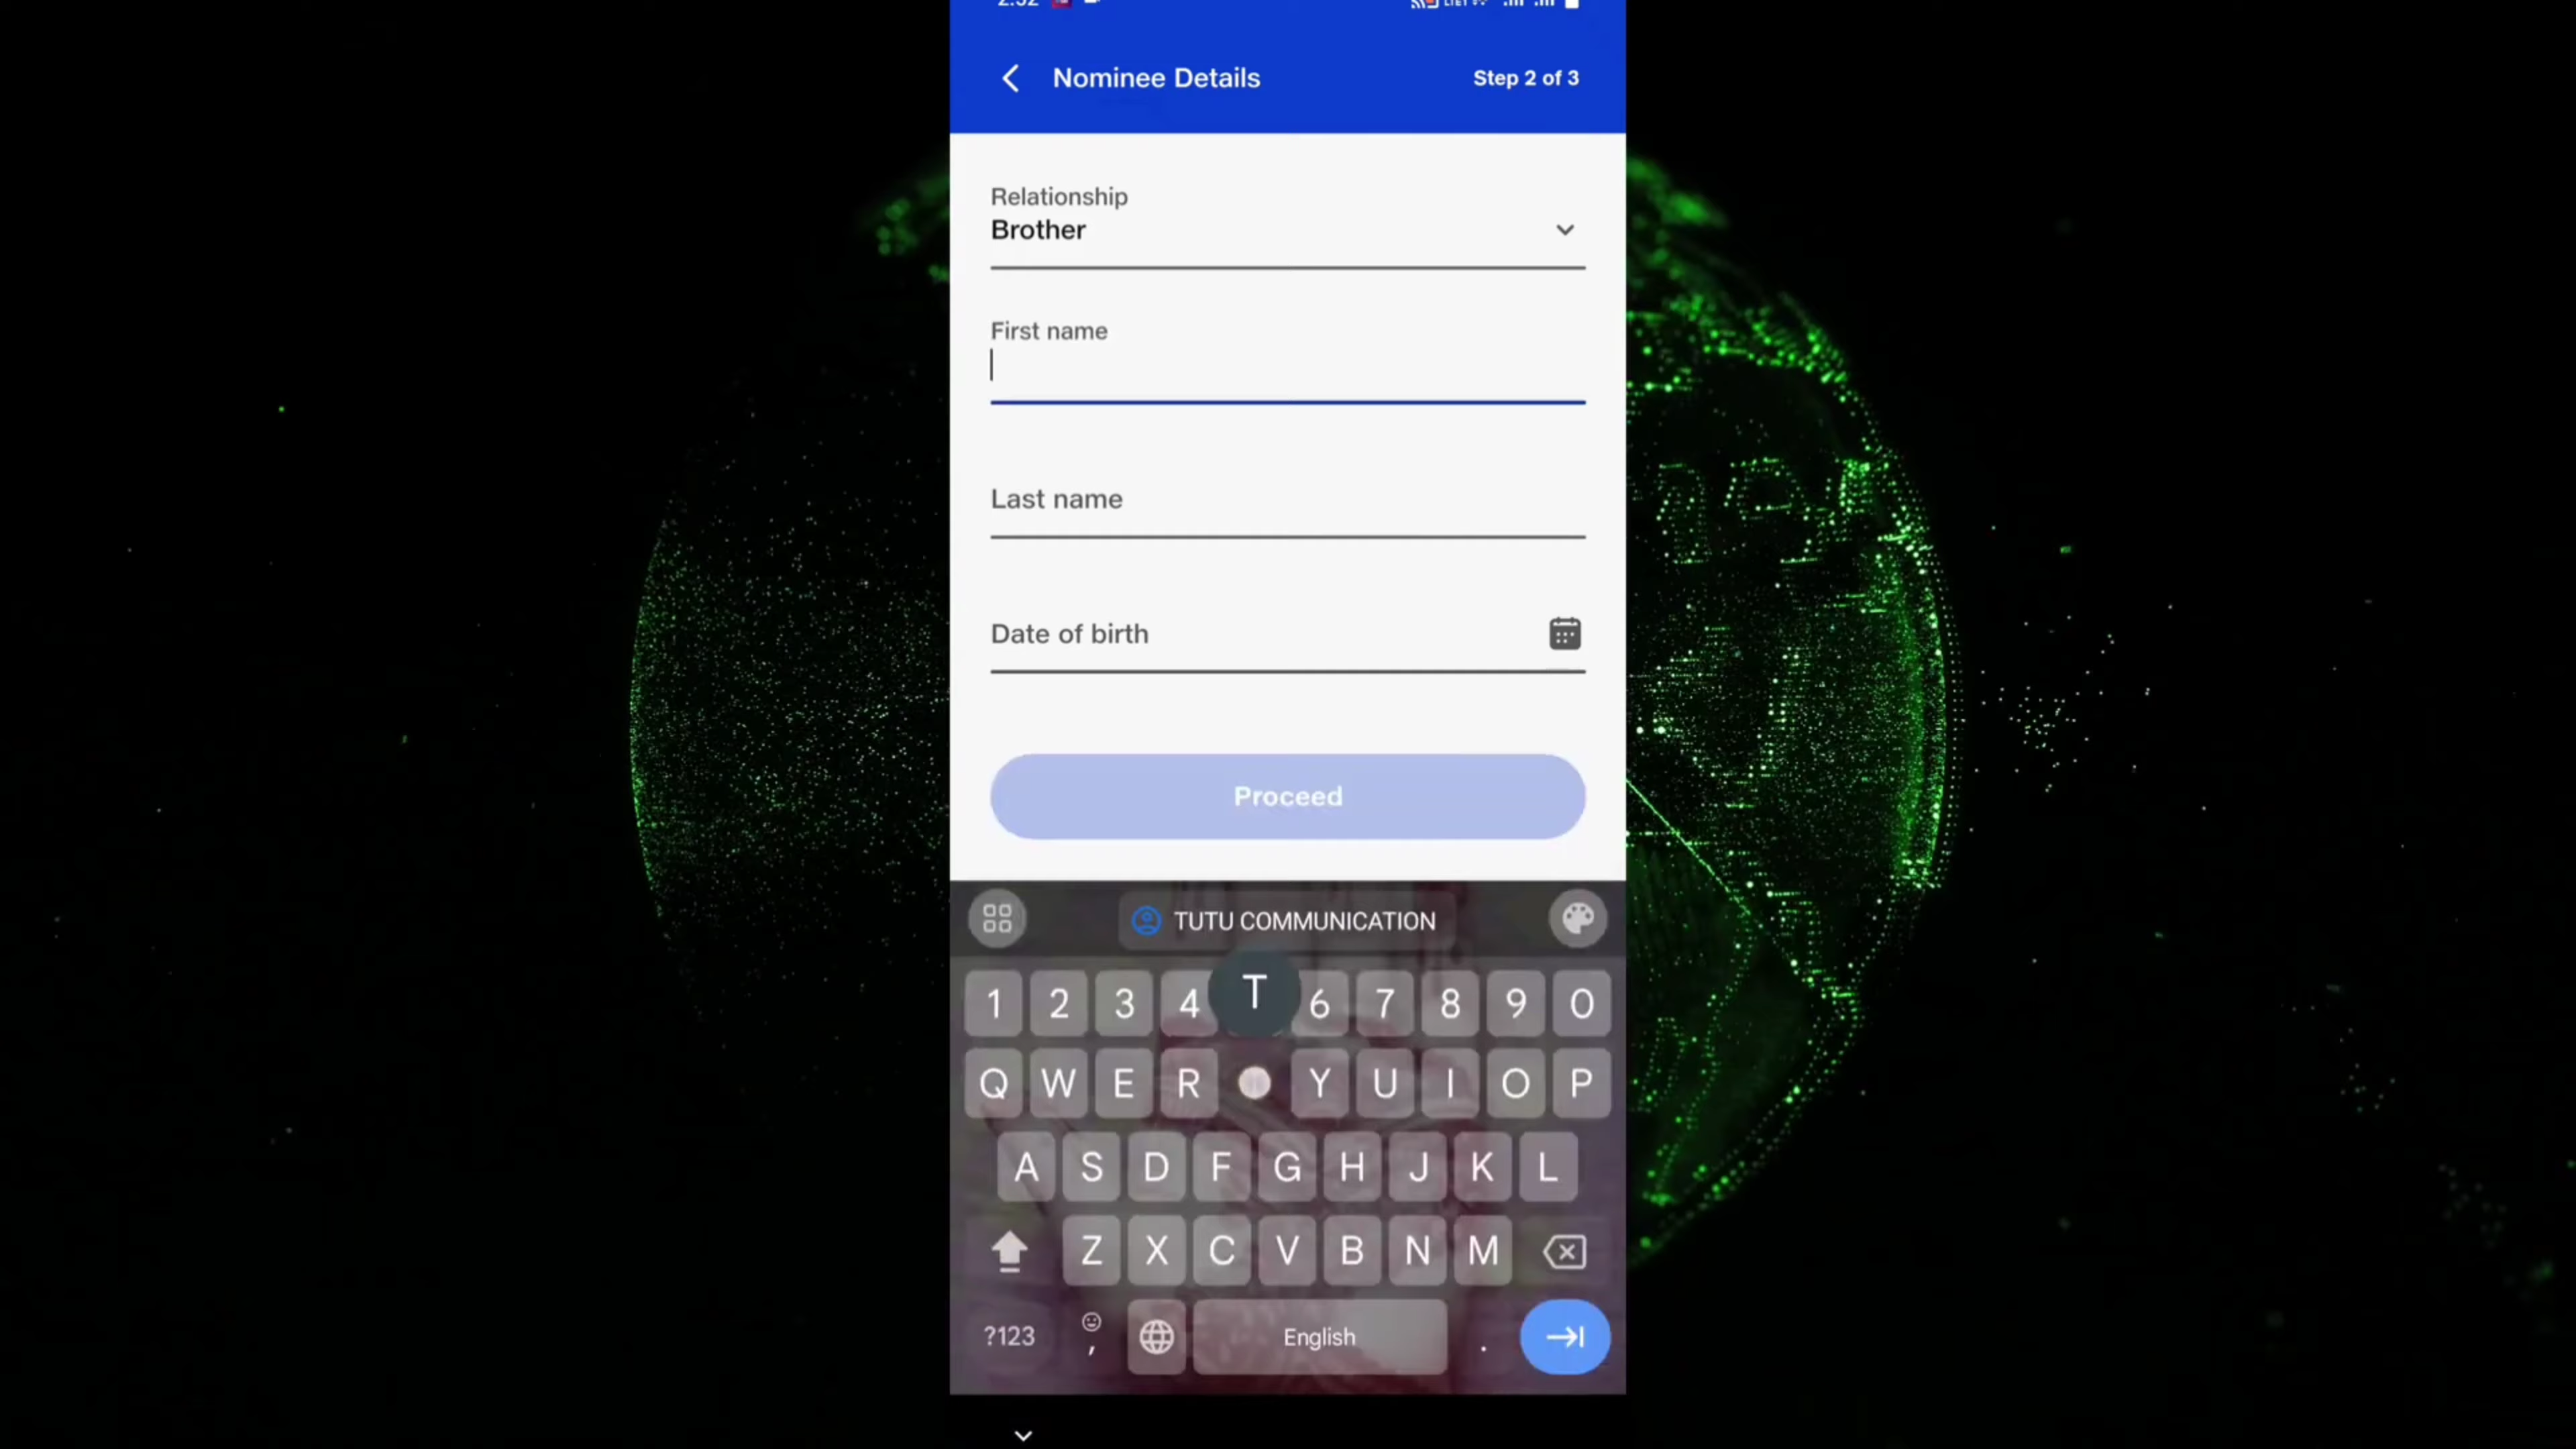 Nominee Details
Step 2 of 3
Relationship
Brother
First name
Last name
Date of birth
Proceed
TUTU COMMUNICATION
1 2 3 4 T 6 7 8 9 0
Q W E R Y U I O P
A S D F G H J K L
Z X C V B N M
?123 , English .